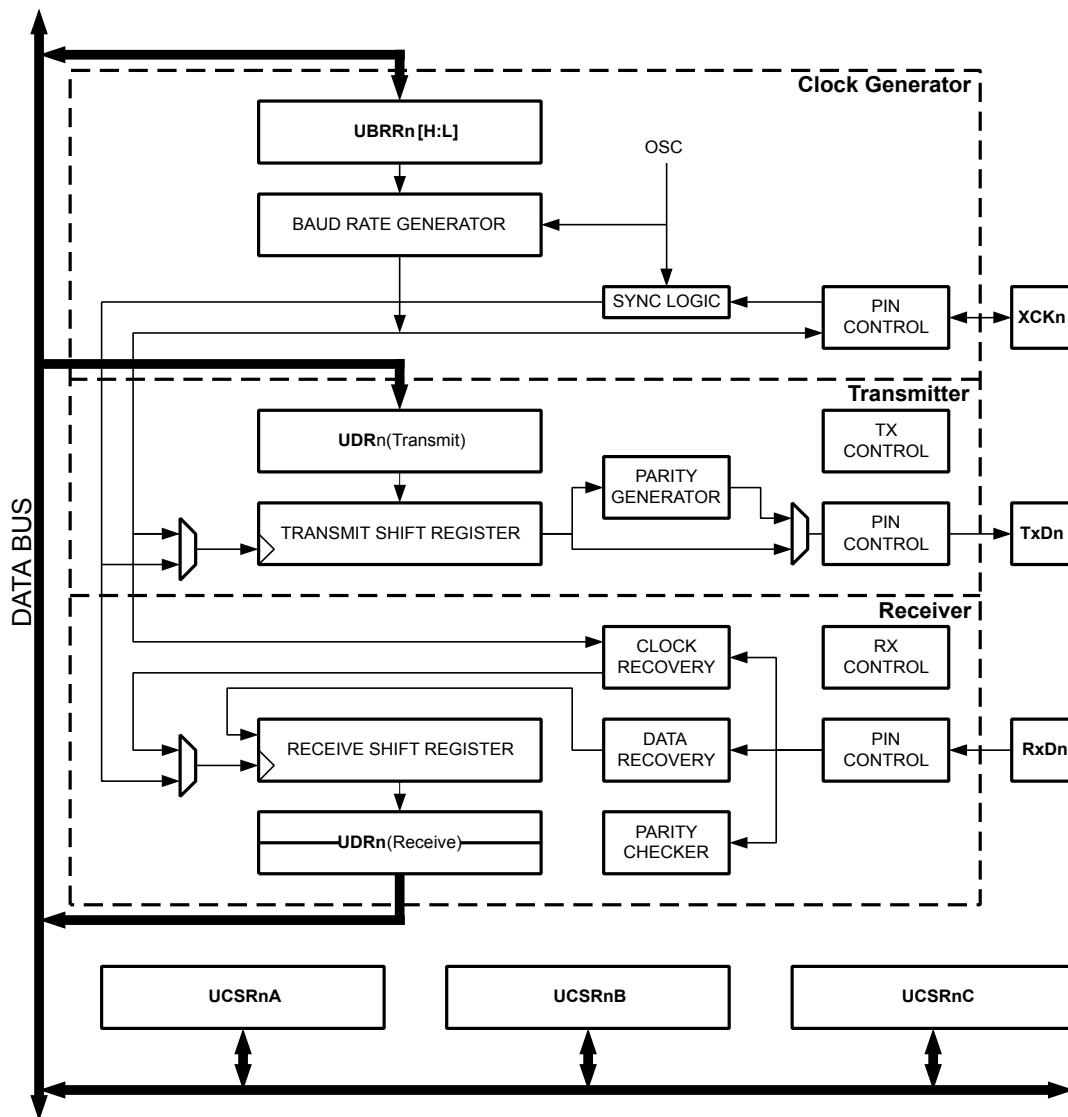 Clock Generator
UBRRn [H:L]
OSC
BAUD RATE GENERATOR
SYNC LOGIC
PIN
CONTROL
XCKn
Transmitter
UDRn(Transmit)
TX
CONTROL
PARITY
GENERATOR
TRANSMIT SHIFT REGISTER
PIN
CONTROL
TxDn
DATA BUS
Receiver
CLOCK
RECOVERY
RX
CONTROL
RECEIVE SHIFT REGISTER
DATA
RECOVERY
PIN
CONTROL
RxDn
UDRn(Receive)
PARITY
CHECKER
UCSRnA
UCSRnB
UCSRnC